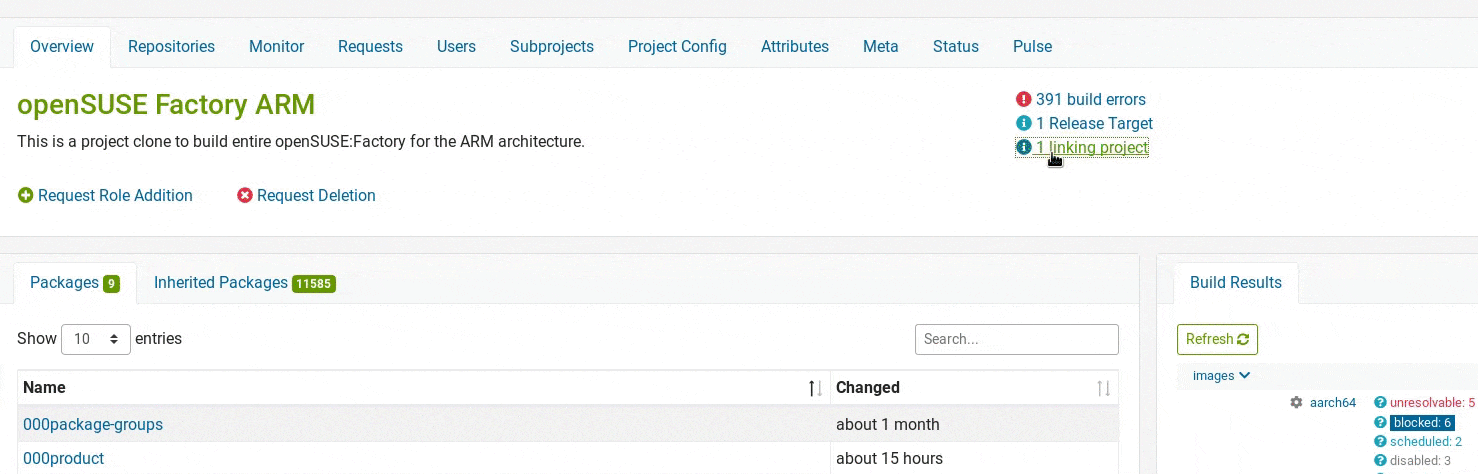 Overview Repositories Monitor Requests Users Subprojects Project Config Attributes Meta Status Pulse
openSUSE Factory ARM
This is a project clone to build entire openSUSE:Factory for the ARM architecture.
391 build errors
1 Release Target
1 linking project
Request Role Addition Request Deletion
Packages 9 Inherited Packages 11585
Show 10 entries Search...
Name Changed
000package-groups about 1 month
000product about 15 hours
Build Results
Refresh
images
aarch64 unresolvable: 5
blocked: 6
scheduled: 2
disabled: 3